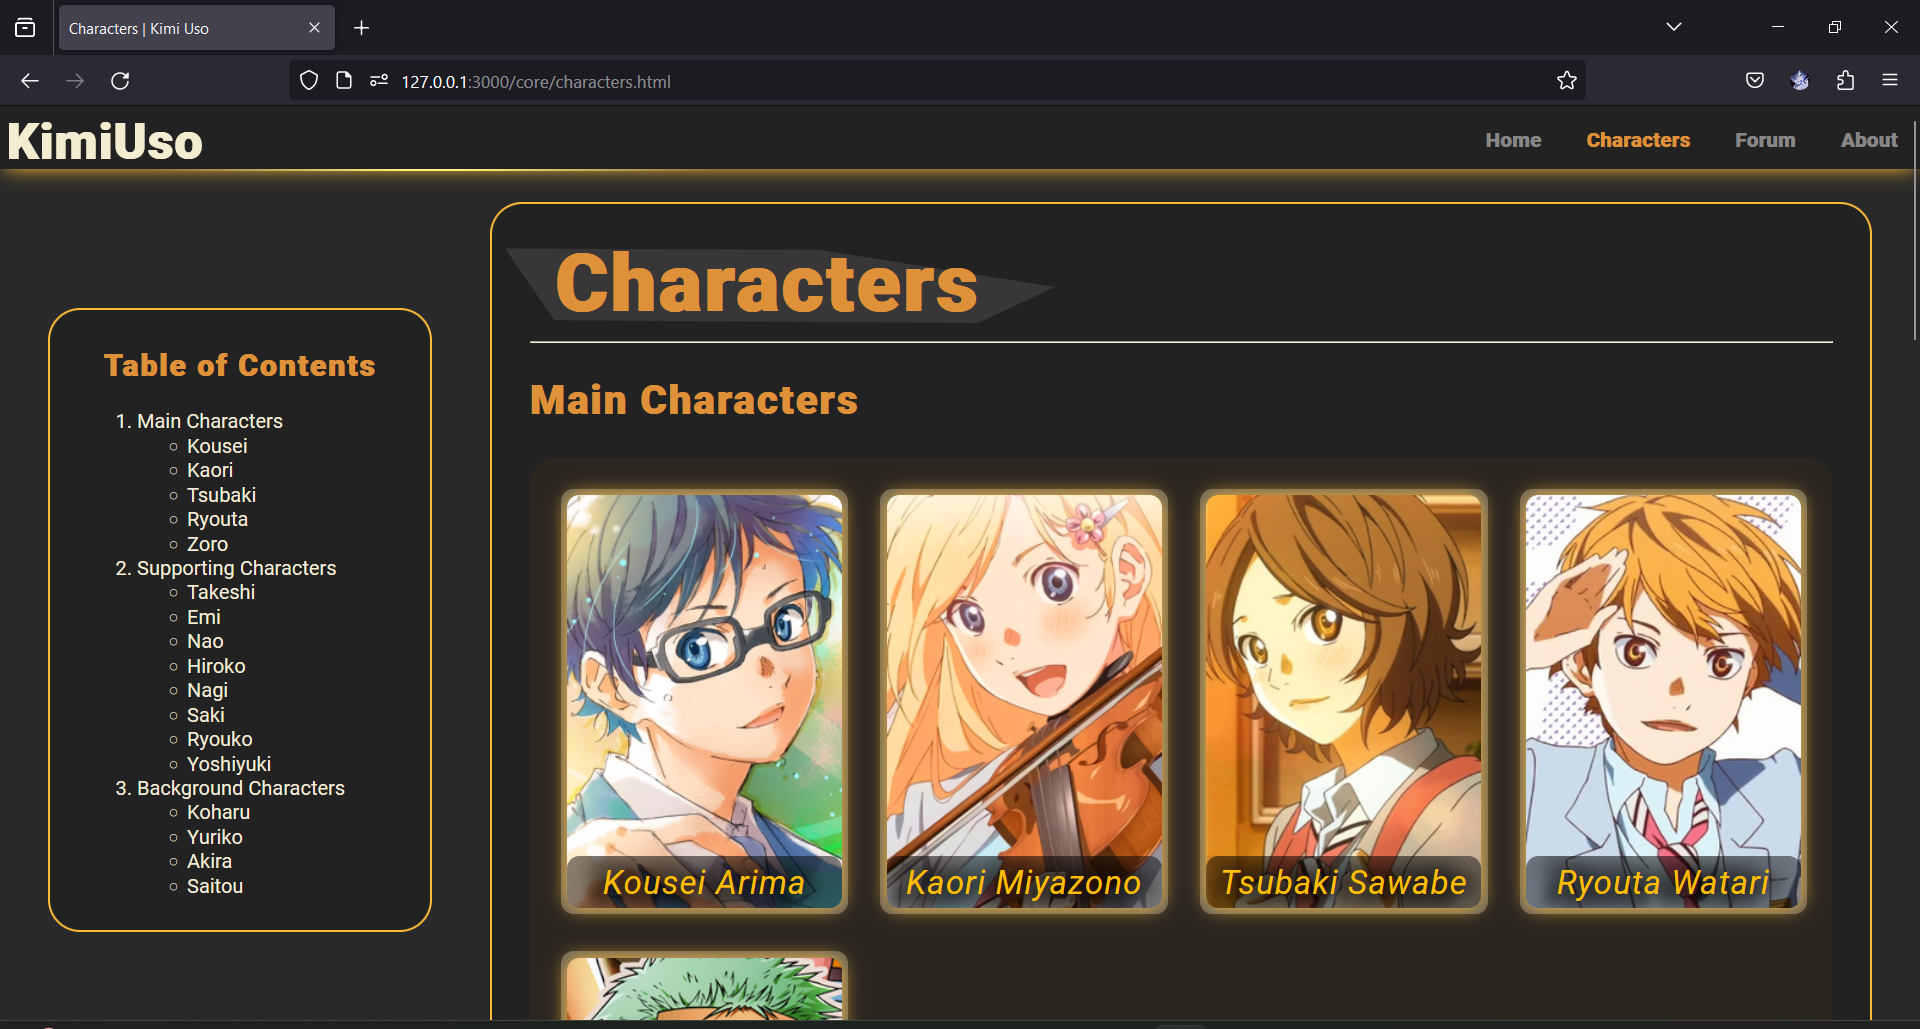 Characters | Kimi Uso
127.0.0.1:3000/core/characters.html
KimiUso
Home Characters Forum About
Table of Contents
1. Main Characters
Kousei
Kaori
Tsubaki
Ryouta
Zoro
2. Supporting Characters
Takeshi
Emi
Nao
Hiroko
Nagi
Saki
Ryouko
Yoshiyuki
3. Background Characters
Koharu
Yuriko
Akira
Saitou
Characters
Main Characters
Kousei Arima
Kaori Miyazono
Tsubaki Sawabe
Ryouta Watari